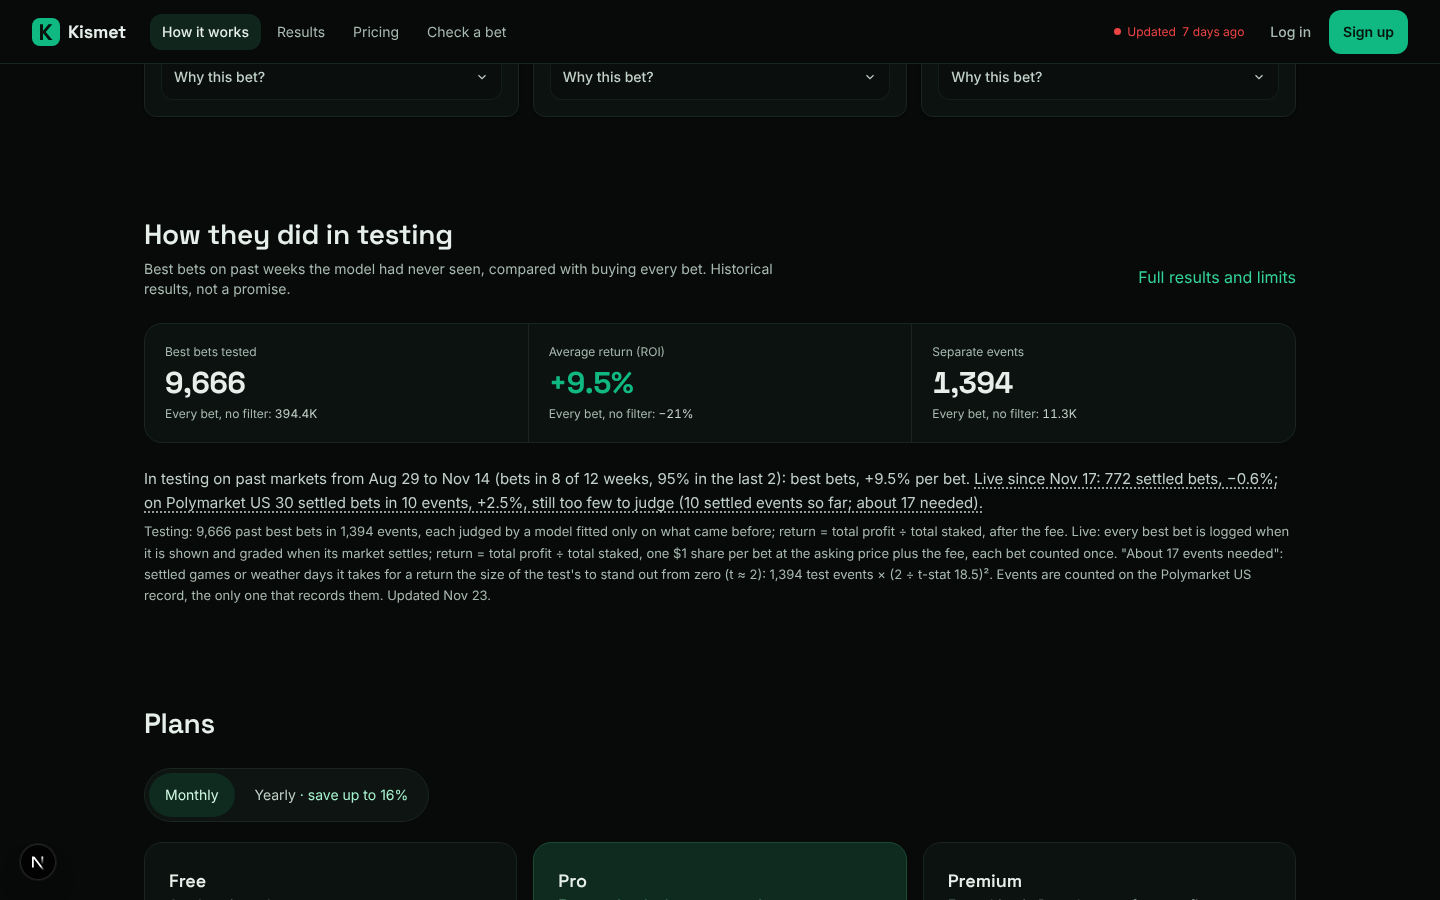 K Kismet How it works Results Pricing Check a bet Updated 7 days ago Log in Sign up
Why this bet? Why this bet? Why this bet?
How they did in testing
Best bets on past weeks the model had never seen, compared with buying every bet. Historical
results, not a promise.
Full results and limits
Best bets tested
9,666
Every bet, no filter: 394.4K
Average return (ROI)
+9.5%
Every bet, no filter: −21%
Separate events
1,394
Every bet, no filter: 11.3K
In testing on past markets from Aug 29 to Nov 14 (bets in 8 of 12 weeks, 95% in the last 2): best bets, +9.5% per bet. Live since Nov 17: 772 settled bets, −0.6%;
on Polymarket US 30 settled bets in 10 events, +2.5%, still too few to judge (10 settled events so far; about 17 needed).
Testing: 9,666 past best bets in 1,394 events, each judged by a model fitted only on what came before; return = total profit ÷ total staked, after the fee. Live: every best bet is logged when
it is shown and graded when its market settles; return = total profit ÷ total staked, one $1 share per bet at the asking price plus the fee, each bet counted once. "About 17 events needed":
settled games or weather days it takes for a return the size of the test's to stand out from zero (t ≈ 2): 1,394 test events × (2 ÷ t-stat 18.5)². Events are counted on the Polymarket US
record, the only one that records them. Updated Nov 23.
Plans
Monthly Yearly · save up to 16%
N
Free Pro Premium